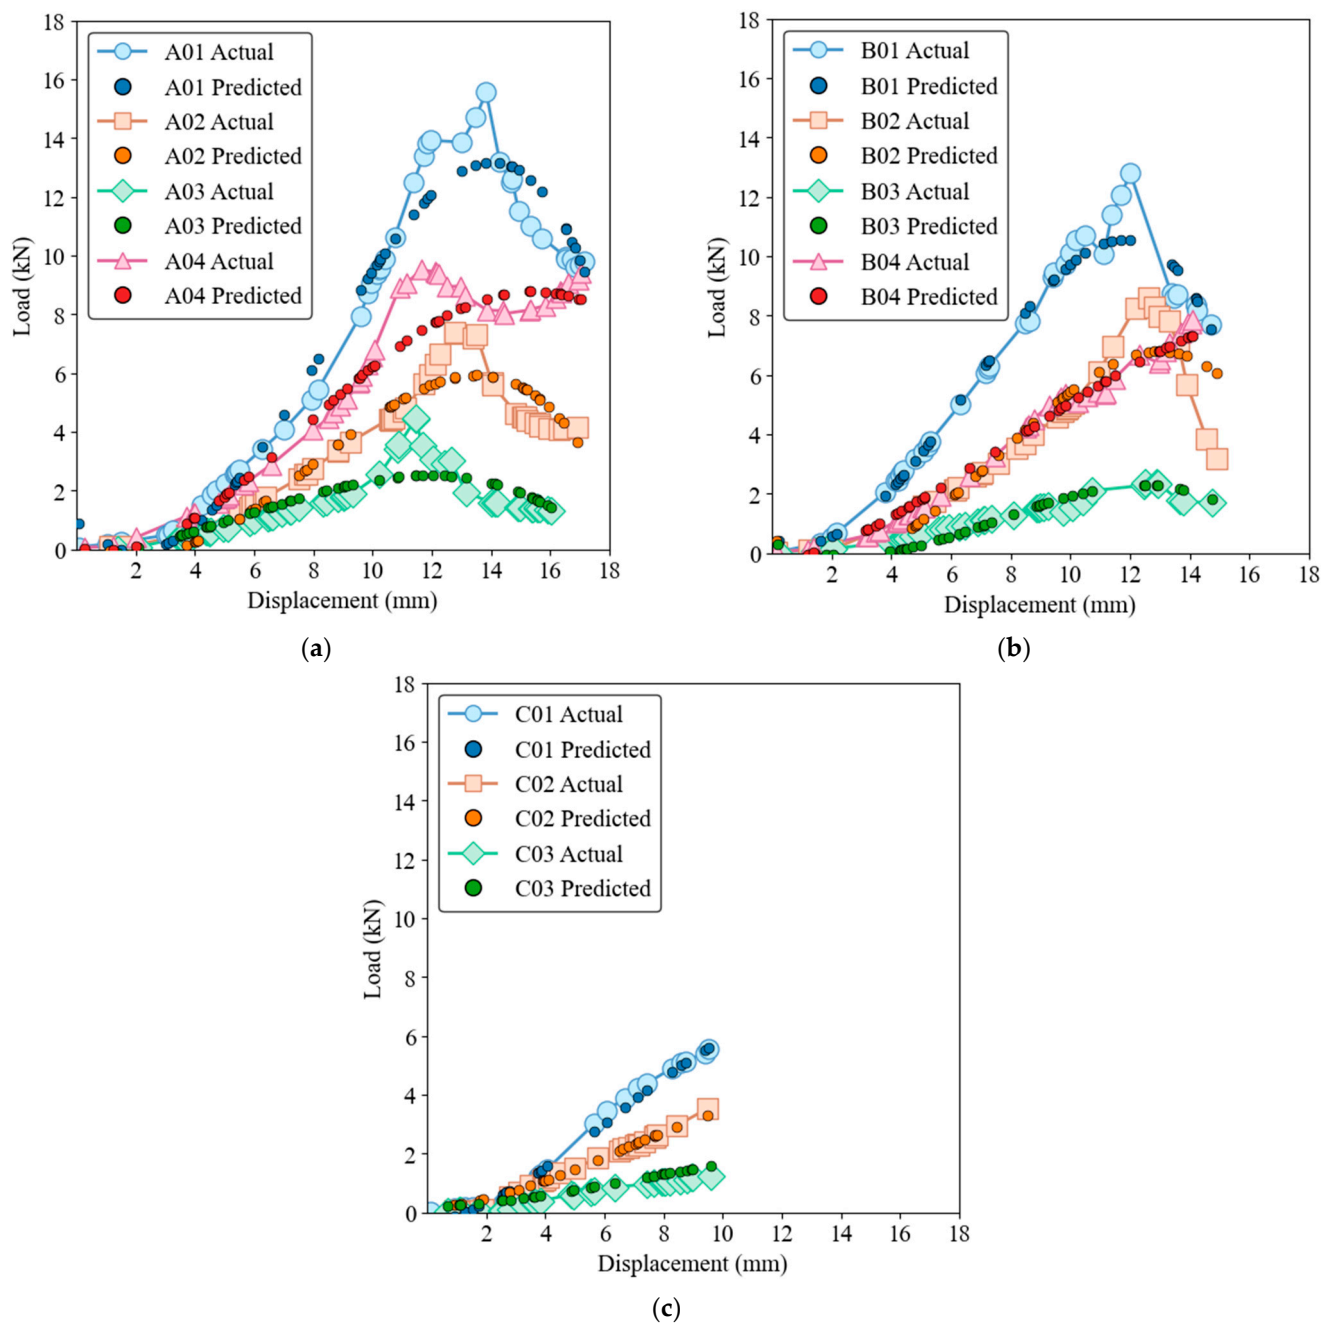 18
16
14
12
10
8
6
4
2
0
Load (kN)
A01 Actual
A01 Predicted
A02 Actual
A02 Predicted
A03 Actual
A03 Predicted
A04 Actual
A04 Predicted
2 4 6 8 10 12 14 16 18
Displacement (mm)
(a)
18
16
14
12
10
8
6
4
2
0
Load (kN)
B01 Actual
B01 Predicted
B02 Actual
B02 Predicted
B03 Actual
B03 Predicted
B04 Actual
B04 Predicted
2 4 6 8 10 12 14 16 18
Displacement (mm)
(b)
18
16
14
12
10
8
6
4
2
0
Load (kN)
C01 Actual
C01 Predicted
C02 Actual
C02 Predicted
C03 Actual
C03 Predicted
2 4 6 8 10 12 14 16 18
Displacement (mm)
(c)